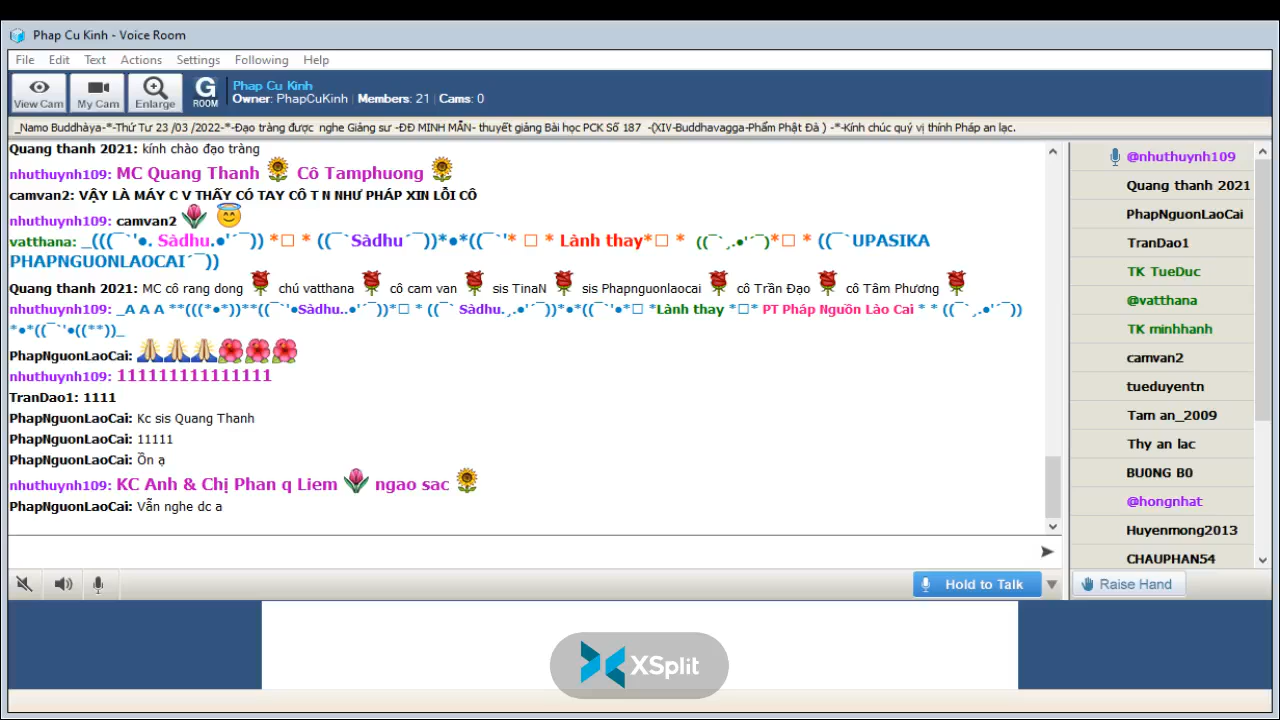 Phap Cu Kinh - Voice Room
File Edit Text Actions Settings Following Help
View Cam My Cam Enlarge G ROOM
Phap Cu Kinh
Owner: PhapCuKinh | Members: 21 | Cams: 0
_Namo Buddhàya-*-Thứ Tư 23 /03 /2022-*-Đạo tràng được nghe Giảng sư -ĐĐ MINH MẪN- thuyết giảng Bài học PCK Số 187 -(XIV-Buddhavagga-Phẩm Phật Đà ) -*-Kính chúc quý vị thính Pháp an lạc.
Quang thanh 2021: kính chào đạo tràng
nhuthuynh109: MC Quang Thanh 🌻 Cô Tamphuong 🌻
camvan2: VẬY LÀ MÁY C V THẤY CÓ TAY CÔ T N NHƯ PHÁP XIN LỖI CÔ
nhuthuynh109: camvan2 🌷 😇
vatthana: _(((¯`'•. Sàdhu.•'´¯)) *□ * ((¯`Sàdhu´¯))*•*((¯`'* □ * Lành thay*□ * ((¯`¸.•'´¯)*□ * ((¯`UPASIKA
PHAPNGUONLAOCAI´¯))
Quang thanh 2021: MC cô rang dong 🌹 chú vatthana 🌹 cô cam van 🌹 sis TinaN 🌹 sis Phapnguonlaocai 🌹 cô Trần Đạo 🌹 cô Tâm Phương 🌹
nhuthuynh109: _A A A **(((*•*))**((¯`'•Sàdhu..•'´¯))*□ * ((¯` Sàdhu.¸.•'´¯))*•*((¯`'•*□ *Lành thay *□* PT Pháp Nguồn Lào Cai * * ((¯`¸.•'´¯))
*•*((¯`'•((**))_
PhapNguonLaoCai: 🙏🙏🙏🌺🌺🌺
nhuthuynh109: 111111111111111
TranDao1: 1111
PhapNguonLaoCai: Kc sis Quang Thanh
PhapNguonLaoCai: 11111
PhapNguonLaoCai: Ồn ạ
nhuthuynh109: KC Anh & Chị Phan q Liem 🌷 ngao sac 🌻
PhapNguonLaoCai: Vẫn nghe dc a
@nhuthuynh109
Quang thanh 2021
PhapNguonLaoCai
TranDao1
TK TueDuc
@vatthana
TK minhhanh
camvan2
tueduyentn
Tam an_2009
Thy an lac
BU0NG B0
@hongnhat
Huyenmong2013
CHAUPHAN54
Hold to Talk
Raise Hand
XSplit